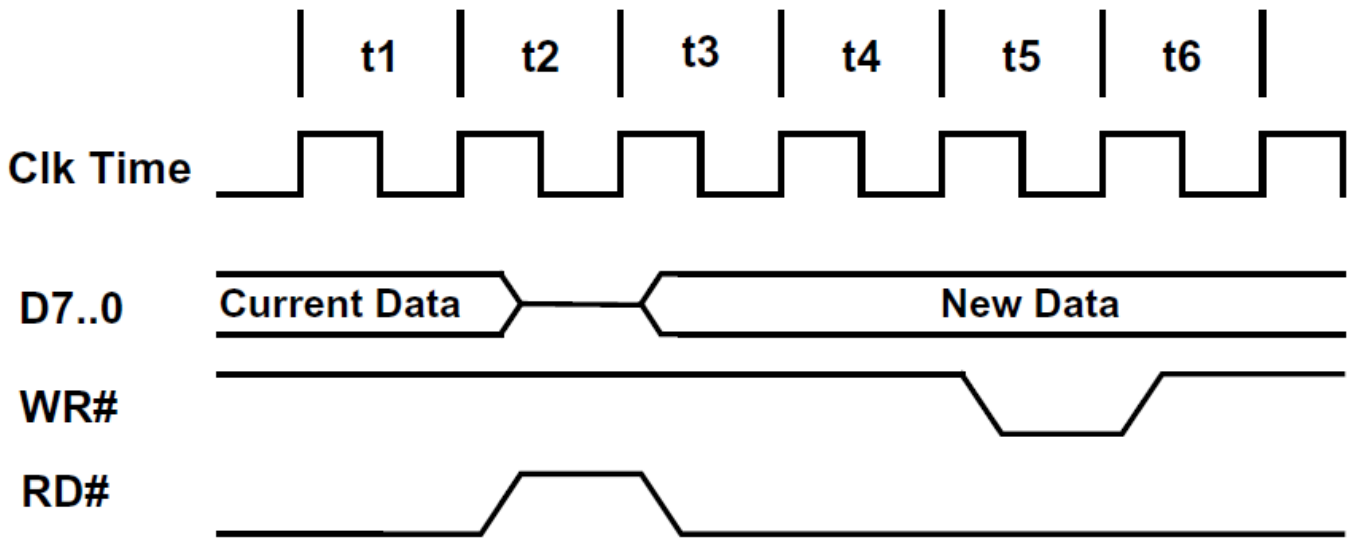 t1 t2 t3 t4 t5 t6
Clk Time
D7..0 Current Data New Data
WR#
RD#